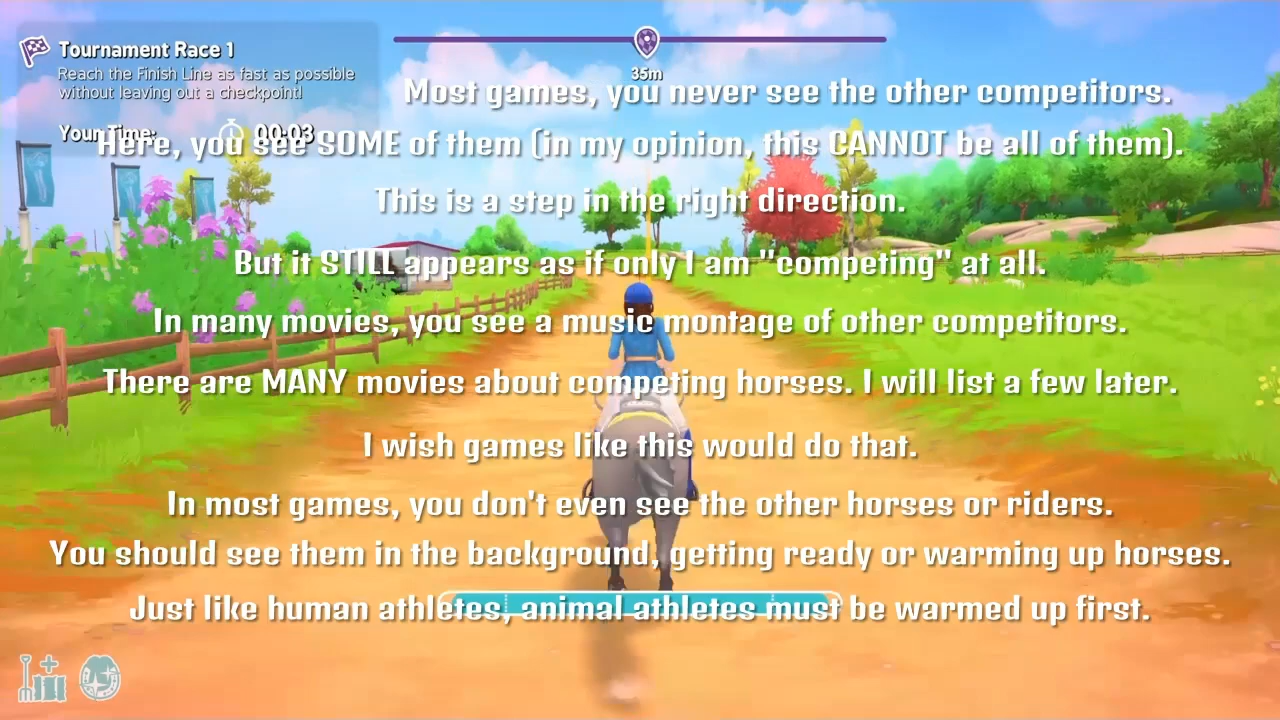 Tournament Race 1
Reach the Finish Line as fast as possible
without leaving out a checkpoint!
Your Time: 00:03
35m
Most games, you never see the other competitors.
Here, you see SOME of them (in my opinion, this CANNOT be all of them).
This is a step in the right direction.
But it STILL appears as if only I am "competing" at all.
In many movies, you see a music montage of other competitors.
There are MANY movies about competing horses. I will list a few later.
I wish games like this would do that.
In most games, you don't even see the other horses or riders.
You should see them in the background, getting ready or warming up horses.
Just like human athletes, animal athletes must be warmed up first.